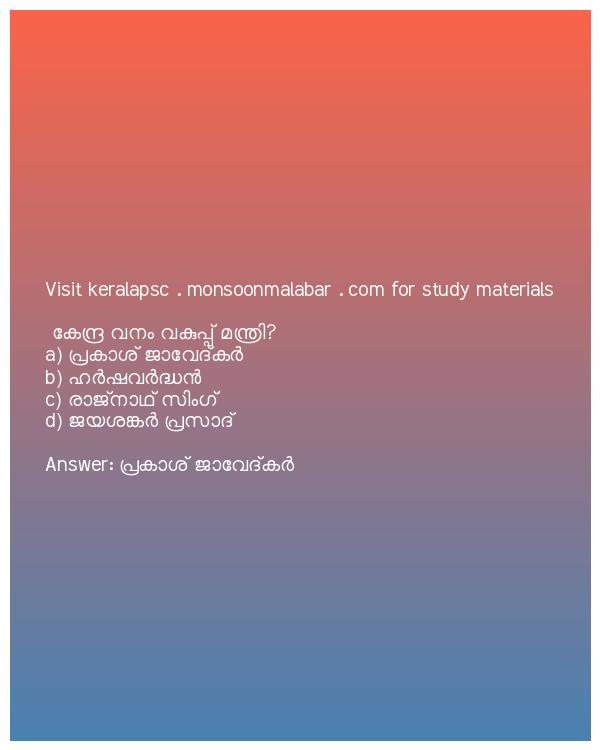 Visit keralapsc . monsoonmalabar . com for study materials
കേന്ദ്ര വനം വകുപ്പ് മന്ത്രി?
a) പ്രകാശ് ജാവേദ്കർ
b) ഹർഷവർദ്ധൻ
c) രാജ്നാഥ് സിംഗ്
d) ജയശങ്കർ പ്രസാദ്
Answer: പ്രകാശ് ജാവേദ്കർ